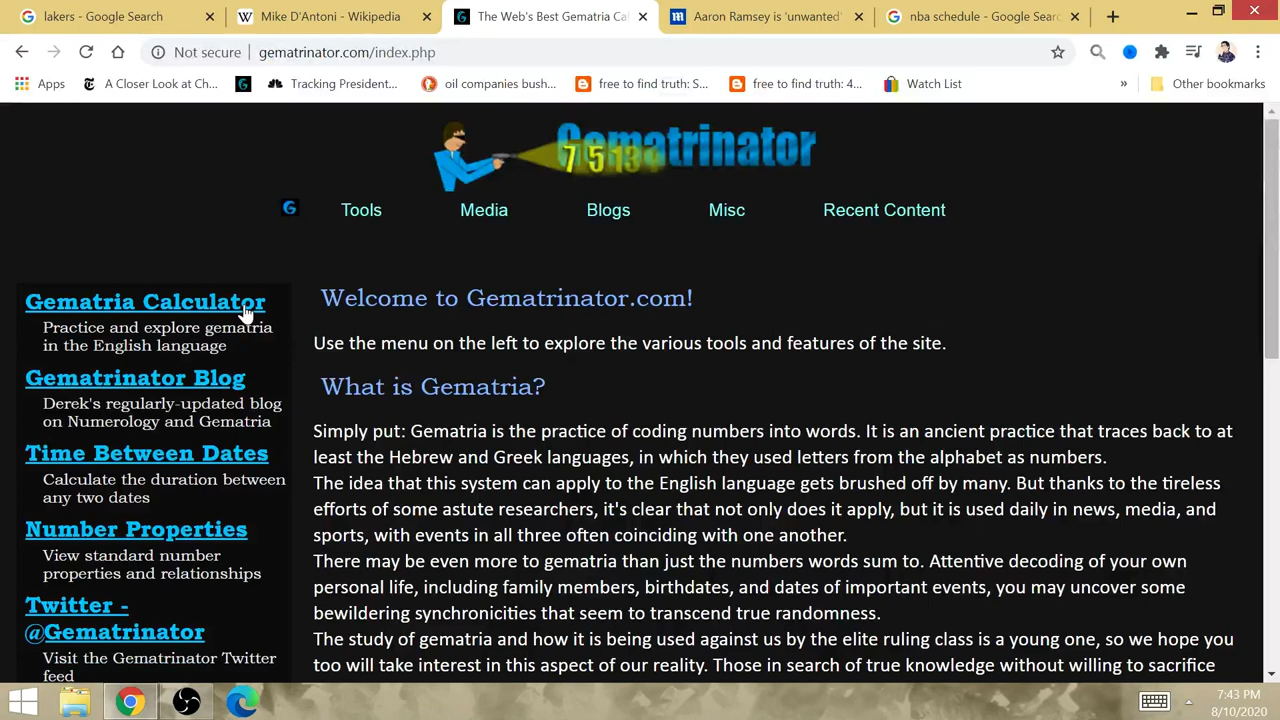 lakers - Google Search
Mike D'Antoni - Wikipedia
The Web's Best Gematria Cal
Aaron Ramsey is 'unwanted'
nba schedule - Google Search
Not secure
gematrinator.com/index.php
Apps
A Closer Look at Ch...
Tracking President...
oil companies bush...
free to find truth: S...
free to find truth: 4...
Watch List
»
Other bookmarks
Gematrinator
7 5 13
Tools
Media
Blogs
Misc
Recent Content
Gematria Calculator
Practice and explore gematria
in the English language
Gematrinator Blog
Derek's regularly-updated blog
on Numerology and Gematria
Time Between Dates
Calculate the duration between
any two dates
Number Properties
View standard number
properties and relationships
Twitter -
@Gematrinator
Visit the Gematrinator Twitter
feed
Welcome to Gematrinator.com!
Use the menu on the left to explore the various tools and features of the site.
What is Gematria?
Simply put: Gematria is the practice of coding numbers into words. It is an ancient practice that traces back to at
least the Hebrew and Greek languages, in which they used letters from the alphabet as numbers.
The idea that this system can apply to the English language gets brushed off by many. But thanks to the tireless
efforts of some astute researchers, it's clear that not only does it apply, but it is used daily in news, media, and
sports, with events in all three often coinciding with one another.
There may be even more to gematria than just the numbers words sum to. Attentive decoding of your own
personal life, including family members, birthdates, and dates of important events, you may uncover some
bewildering synchronicities that seem to transcend true randomness.
The study of gematria and how it is being used against us by the elite ruling class is a young one, so we hope you
too will take interest in this aspect of our reality. Those in search of true knowledge without willing to sacrifice
7:43 PM
8/10/2020